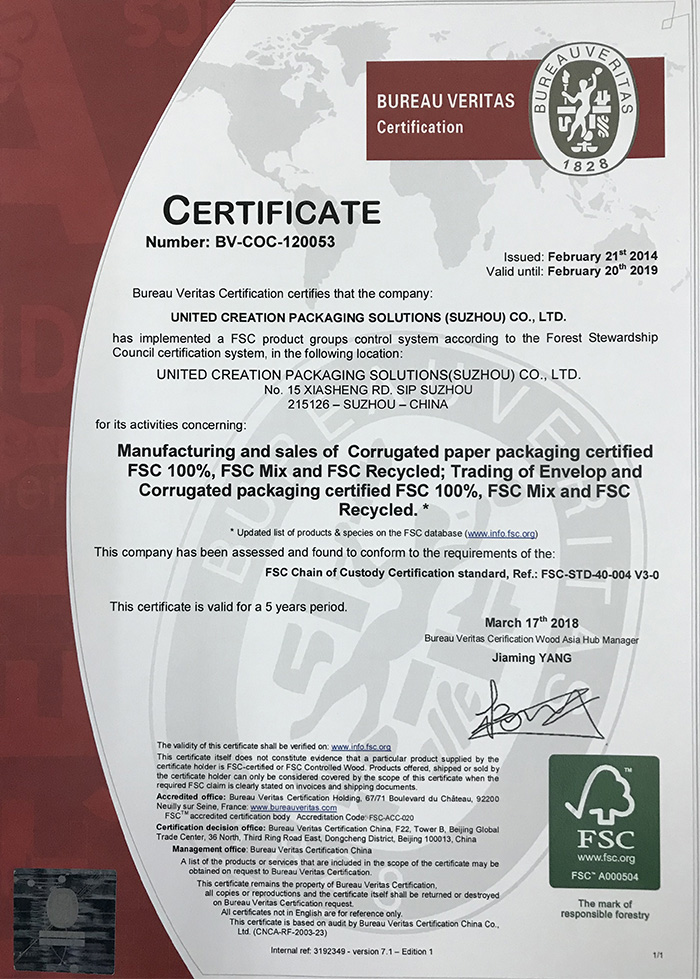 BUREAU VERITAS
Certification
BUREAU VERITAS
1828
CERTIFICATE
Number: BV-COC-120053
Issued: February 21st 2014
Valid until: February 20th 2019
Bureau Veritas Certification certifies that the company:
UNITED CREATION PACKAGING SOLUTIONS (SUZHOU) CO., LTD.
has implemented a FSC product groups control system according to the Forest Stewardship
Council certification system, in the following location:
UNITED CREATION PACKAGING SOLUTIONS(SUZHOU) CO., LTD.
No. 15 XIASHENG RD. SIP SUZHOU
215126 – SUZHOU – CHINA
for its activities concerning:
Manufacturing and sales of Corrugated paper packaging certified
FSC 100%, FSC Mix and FSC Recycled; Trading of Envelop and
Corrugated packaging certified FSC 100%, FSC Mix and FSC
Recycled. *
* Updated list of products & species on the FSC database (www.info.fsc.org)
This company has been assessed and found to conform to the requirements of the:
FSC Chain of Custody Certification standard, Ref.: FSC-STD-40-004 V3-0
This certificate is valid for a 5 years period.
March 17th 2018
Bureau Veritas Cerification Wood Asia Hub Manager
Jiaming YANG
The validity of this certificate shall be verified on: www.info.fsc.org
This certificate itself does not constitute evidence that a particular product supplied by the
certificate holder is FSC-certified or FSC Controlled Wood. Products offered, shipped or sold by
the certificate holder can only be considered covered by the scope of this certificate when the
required FSC claim is clearly stated on invoices and shipping documents.
Accredited office: Bureau Veritas Certification Holding, 67/71 Boulevard du Château, 92200
Neuilly sur Seine, France: www.bureauveritas.com
FSC™ accredited certification body Accreditation Code: FSC-ACC-020
Certification decision office: Bureau Veritas Certification China, F22, Tower B, Beijing Global
Trade Center, 36 North, Third Ring Road East, Dongcheng District, Beijing 100013, China
Management office: Bureau Veritas Certification China
A list of the products or services that are included in the scope of the certificate may be
obtained on request to Bureau Veritas Certification.
This certificate remains the property of Bureau Veritas Certification,
all copies or reproductions and the certificate itself shall be returned or destroyed
on Bureau Veritas Certification request.
All certificates not in English are for reference only.
This certificate is based on audit by Bureau Veritas Certification China Co.,
Ltd. (CNCA-RF-2003-23)
Internal ref: 3192349 - version 7.1 – Edition 1
TM
FSC
www.fsc.org
FSC™ A000504
The mark of
responsible forestry
1/1